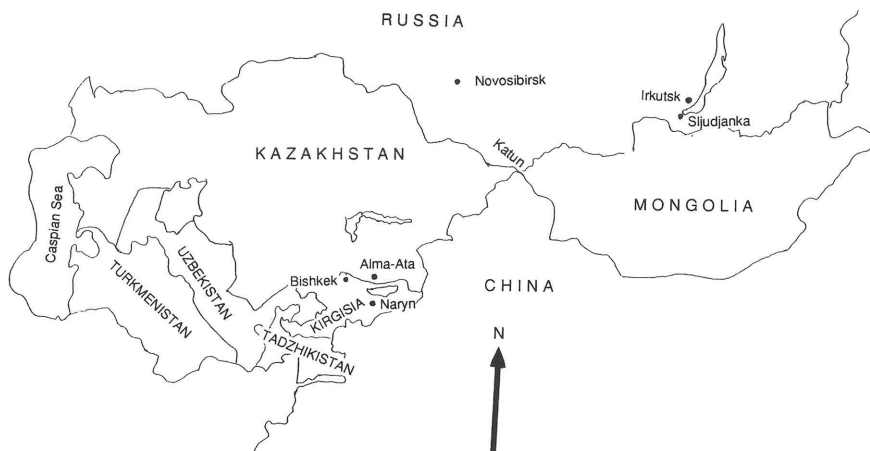 RUSSIA
Novosibirsk
Irkutsk
Sljudjanka
Katun
KAZAKHSTAN
MONGOLIA
Caspian Sea
UZBEKISTAN
TURKMENISTAN
Alma-Ata
Bishkek
CHINA
Naryn
KIRGISIA
TADZHIKISTAN
N